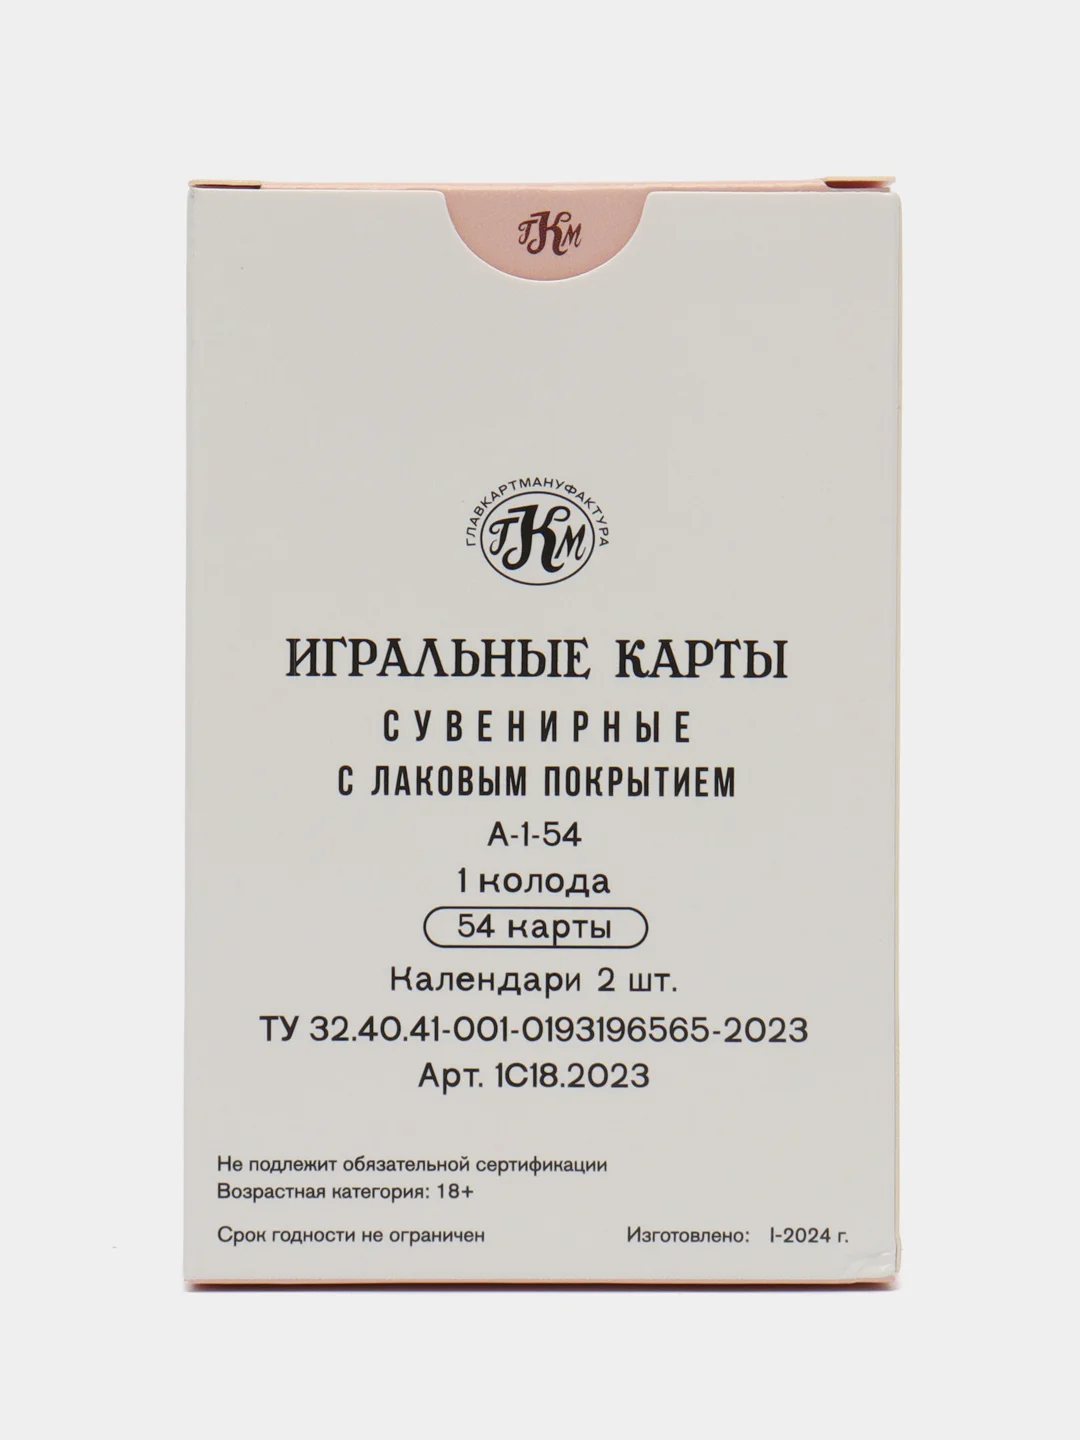 ГКМ
ГЛАВКАРТМАНУФАКТУРА
ГКМ
ИГРАЛЬНЫЕ КАРТЫ
СУВЕНИРНЫЕ
С ЛАКОВЫМ ПОКРЫТИЕМ
А-1-54
1 колода
54 карты
Календари 2 шт.
ТУ 32.40.41-001-0193196565-2023
Арт. 1С18.2023
Не подлежит обязательной сертификации
Возрастная категория: 18+
Срок годности не ограничен Изготовлено: I-2024 г.